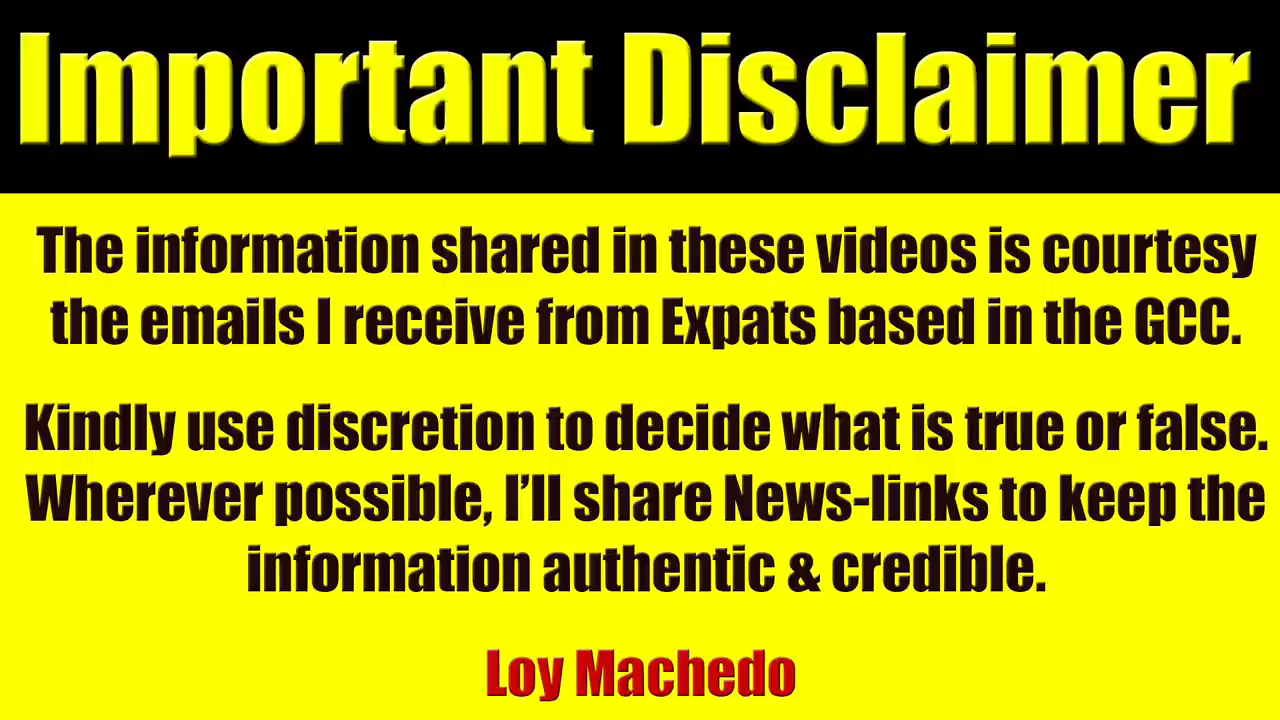 Important Disclaimer
The information shared in these videos is courtesy
the emails I receive from Expats based in the GCC.
Kindly use discretion to decide what is true or false.
Wherever possible, I’ll share News-links to keep the
information authentic & credible.
Loy Machedo